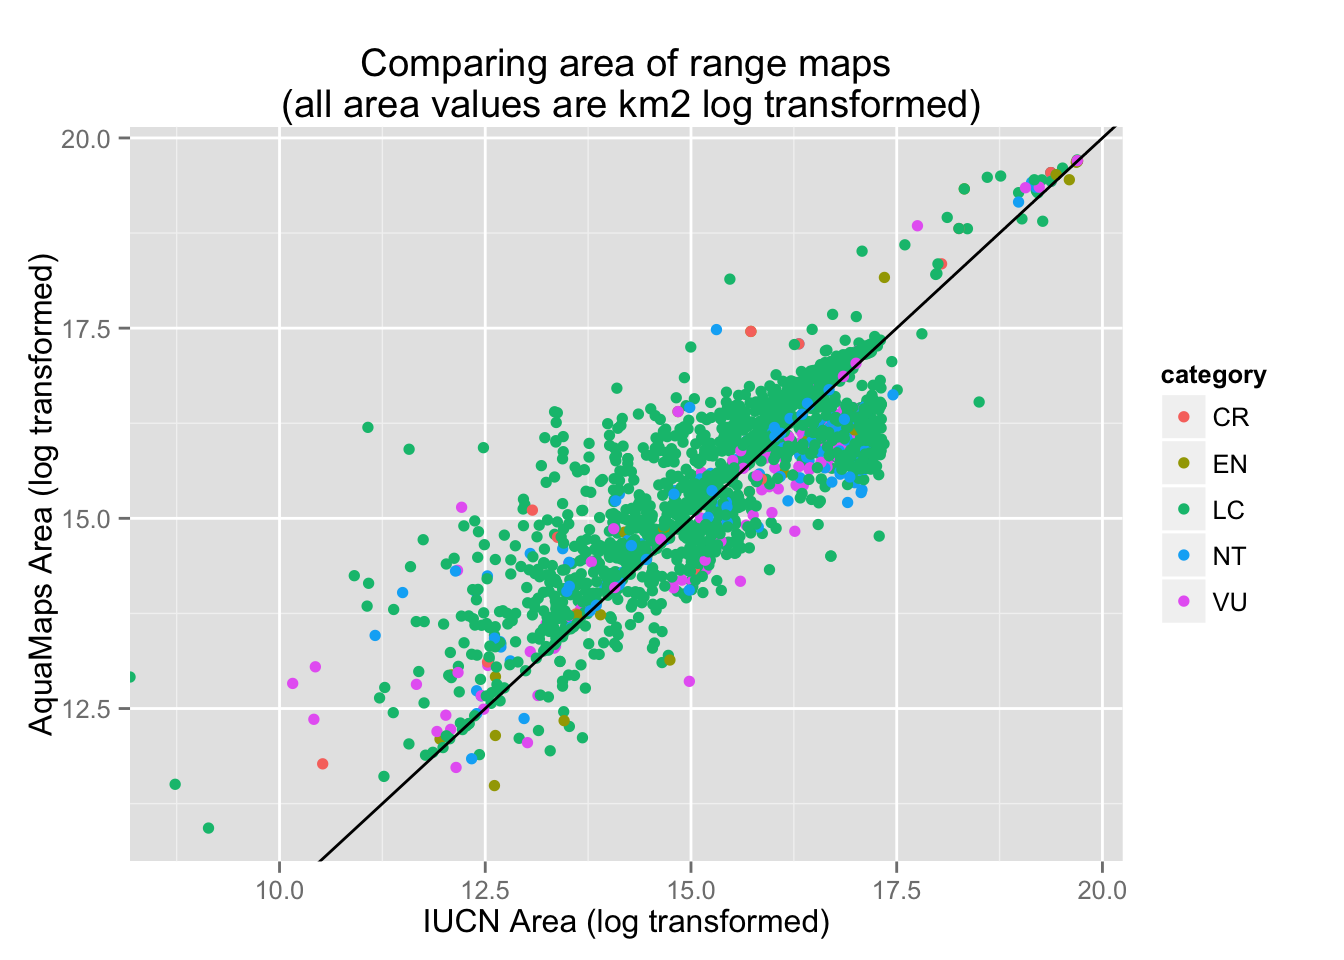 Comparing area of range maps
(all area values are km2 log transformed)
20.0
17.5
15.0
12.5
AquaMaps Area (log transformed)
10.0 12.5 15.0 17.5 20.0
IUCN Area (log transformed)
category
CR
EN
LC
NT
VU